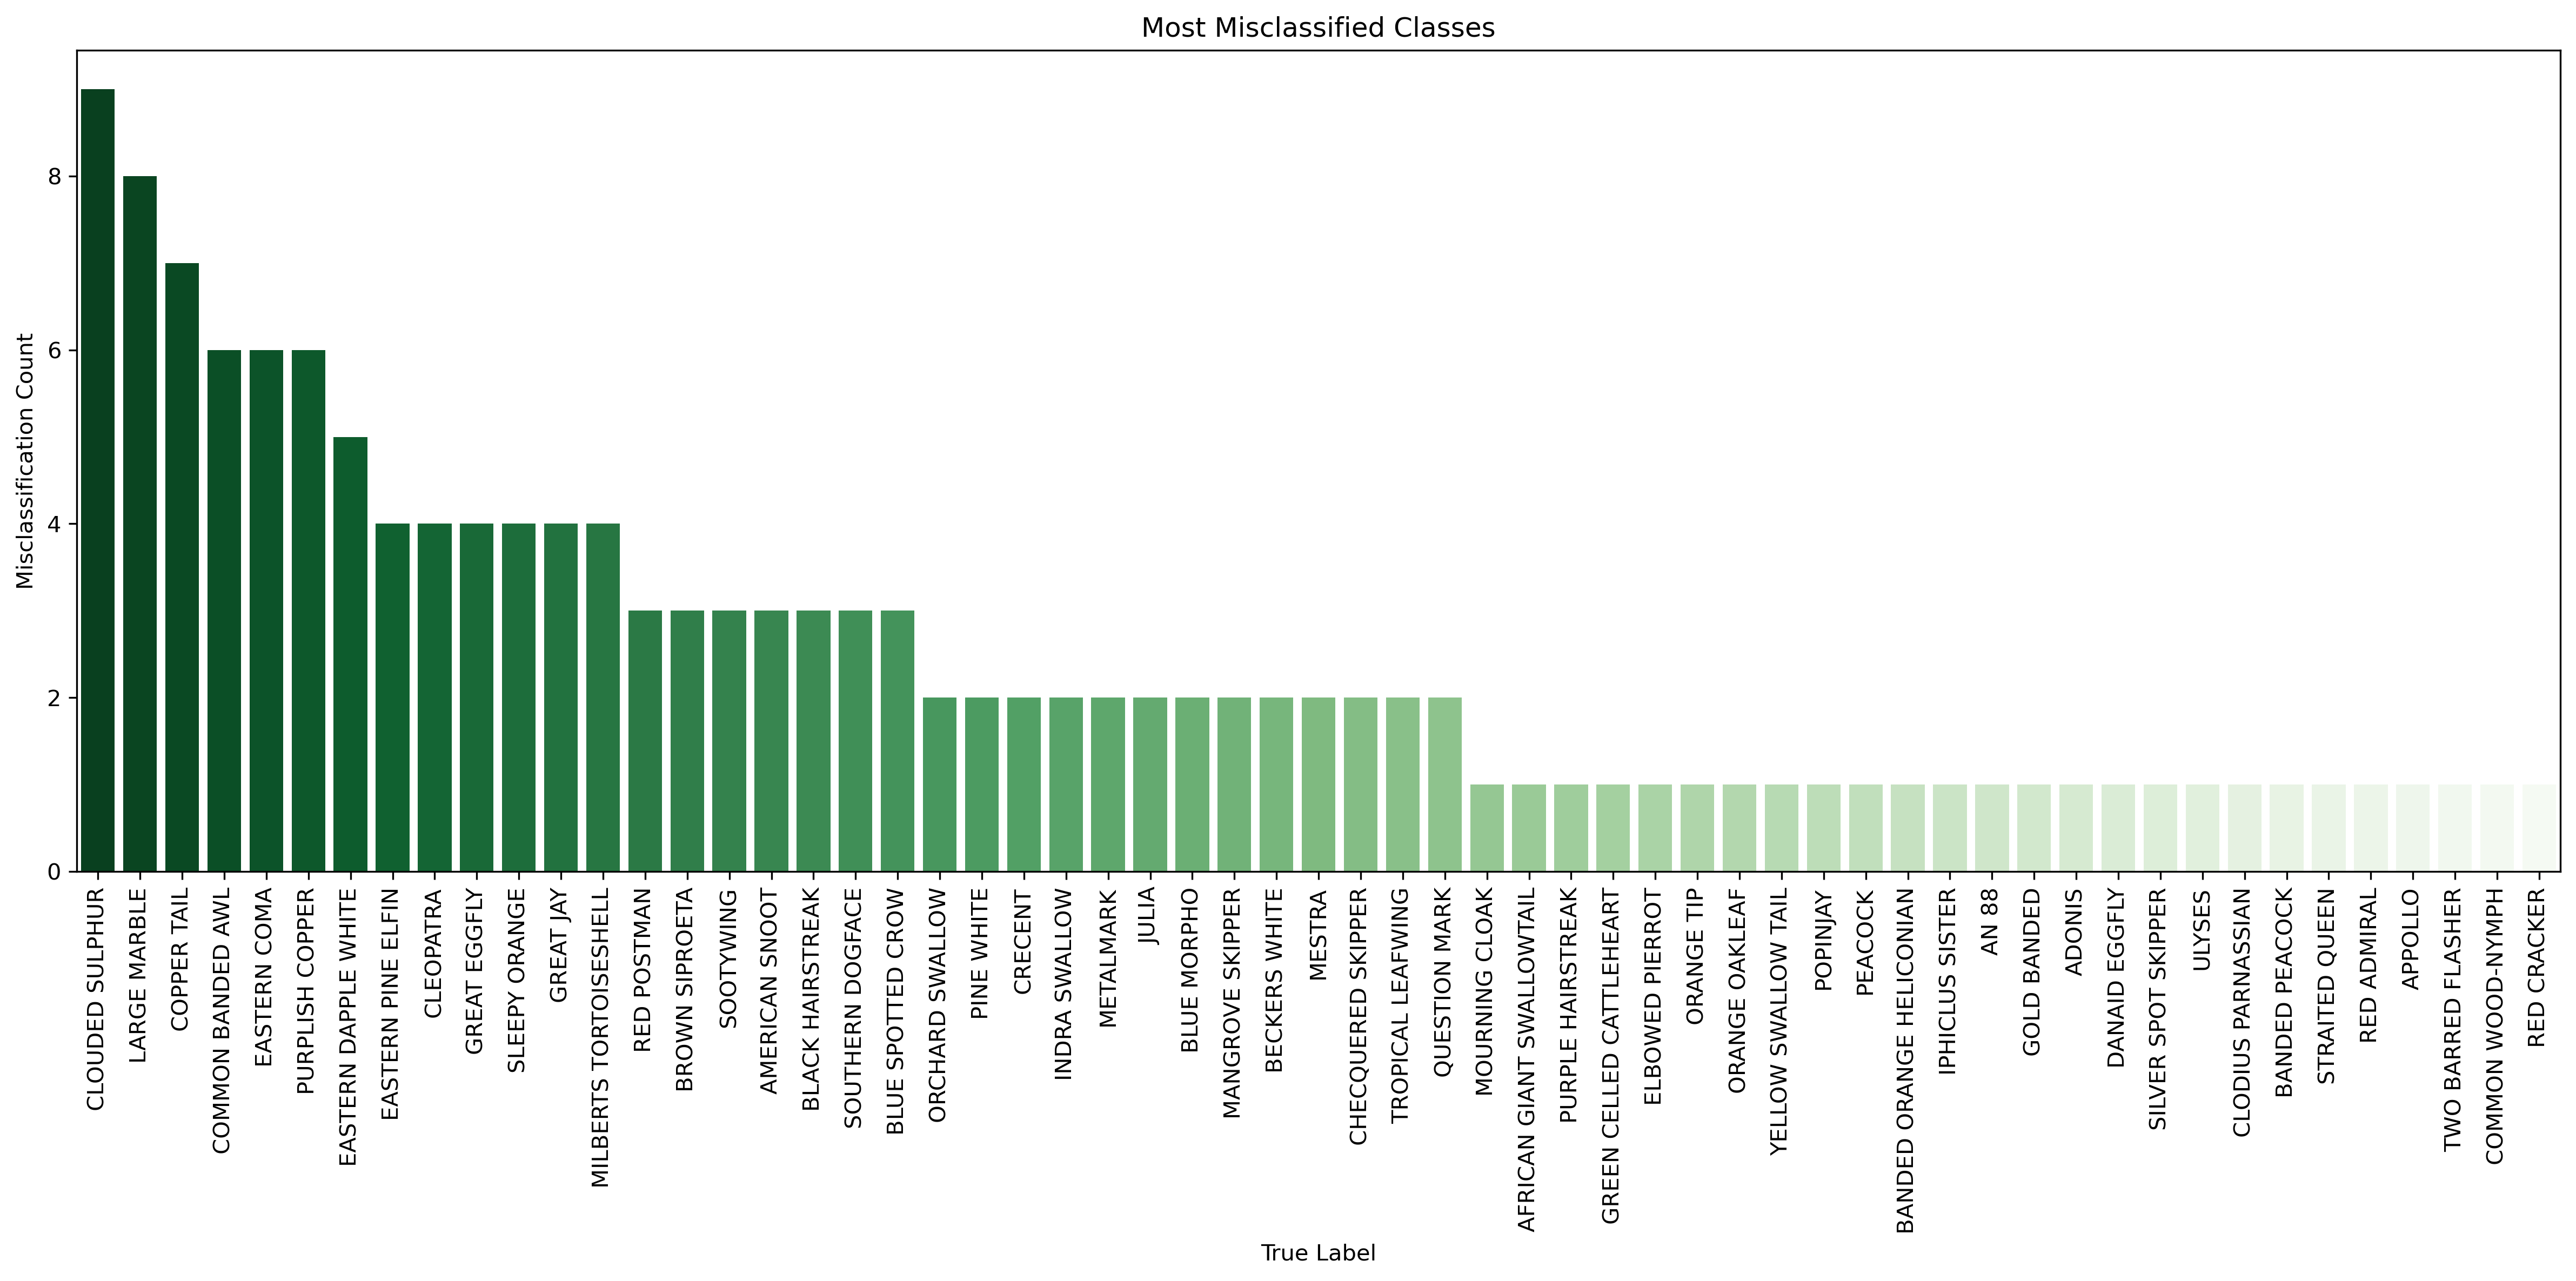 Most Misclassified Classes
Misclassification Count
8
6
4
2
0
CLOUDED SULPHUR
LARGE MARBLE
COPPER TAIL
COMMON BANDED AWL
EASTERN COMA
PURPLISH COPPER
EASTERN DAPPLE WHITE
EASTERN PINE ELFIN
CLEOPATRA
GREAT EGGFLY
SLEEPY ORANGE
GREAT JAY
MILBERTS TORTOISESHELL
RED POSTMAN
BROWN SIPROETA
SOOTYWING
AMERICAN SNOOT
BLACK HAIRSTREAK
SOUTHERN DOGFACE
BLUE SPOTTED CROW
ORCHARD SWALLOW
PINE WHITE
CRECENT
INDRA SWALLOW
METALMARK
JULIA
BLUE MORPHO
MANGROVE SKIPPER
BECKERS WHITE
MESTRA
CHECQUERED SKIPPER
TROPICAL LEAFWING
QUESTION MARK
MOURNING CLOAK
AFRICAN GIANT SWALLOWTAIL
PURPLE HAIRSTREAK
GREEN CELLED CATTLEHEART
ELBOWED PIERROT
ORANGE TIP
ORANGE OAKLEAF
YELLOW SWALLOW TAIL
POPINJAY
PEACOCK
BANDED ORANGE HELICONIAN
IPHICLUS SISTER
AN 88
GOLD BANDED
ADONIS
DANAID EGGFLY
SILVER SPOT SKIPPER
ULYSES
CLODIUS PARNASSIAN
BANDED PEACOCK
STRAITED QUEEN
RED ADMIRAL
APPOLLO
TWO BARRED FLASHER
COMMON WOOD-NYMPH
RED CRACKER
True Label